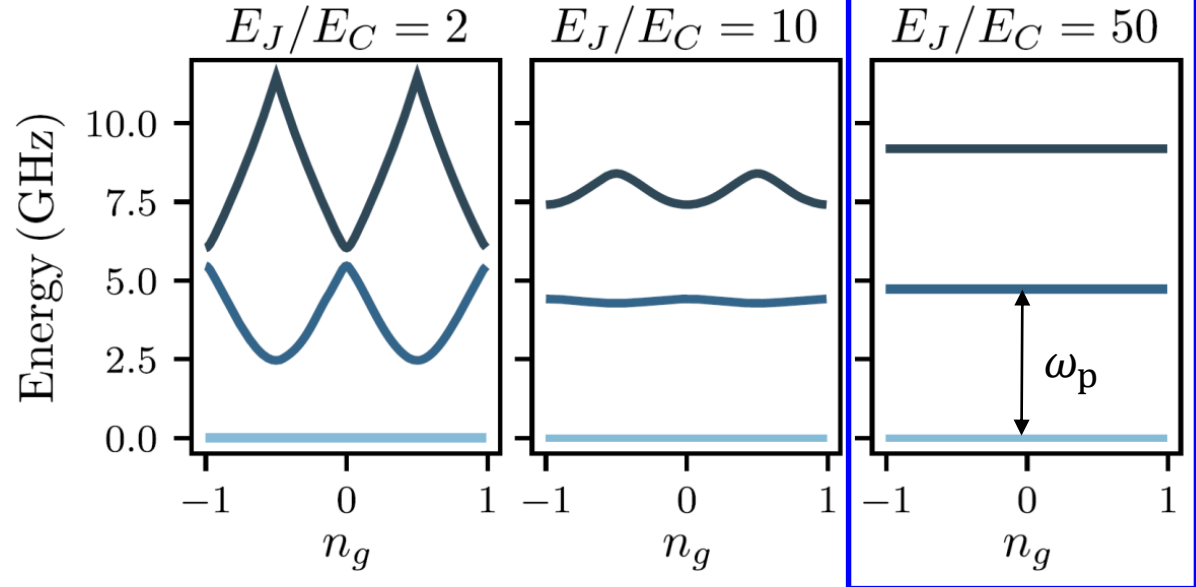 E_J/E_C = 2
E_J/E_C = 10
E_J/E_C = 50
Energy (GHz)
10.0
7.5
5.0
2.5
0.0
ω_p
−1 0 1
−1 0 1
−1 0 1
n_g
n_g
n_g